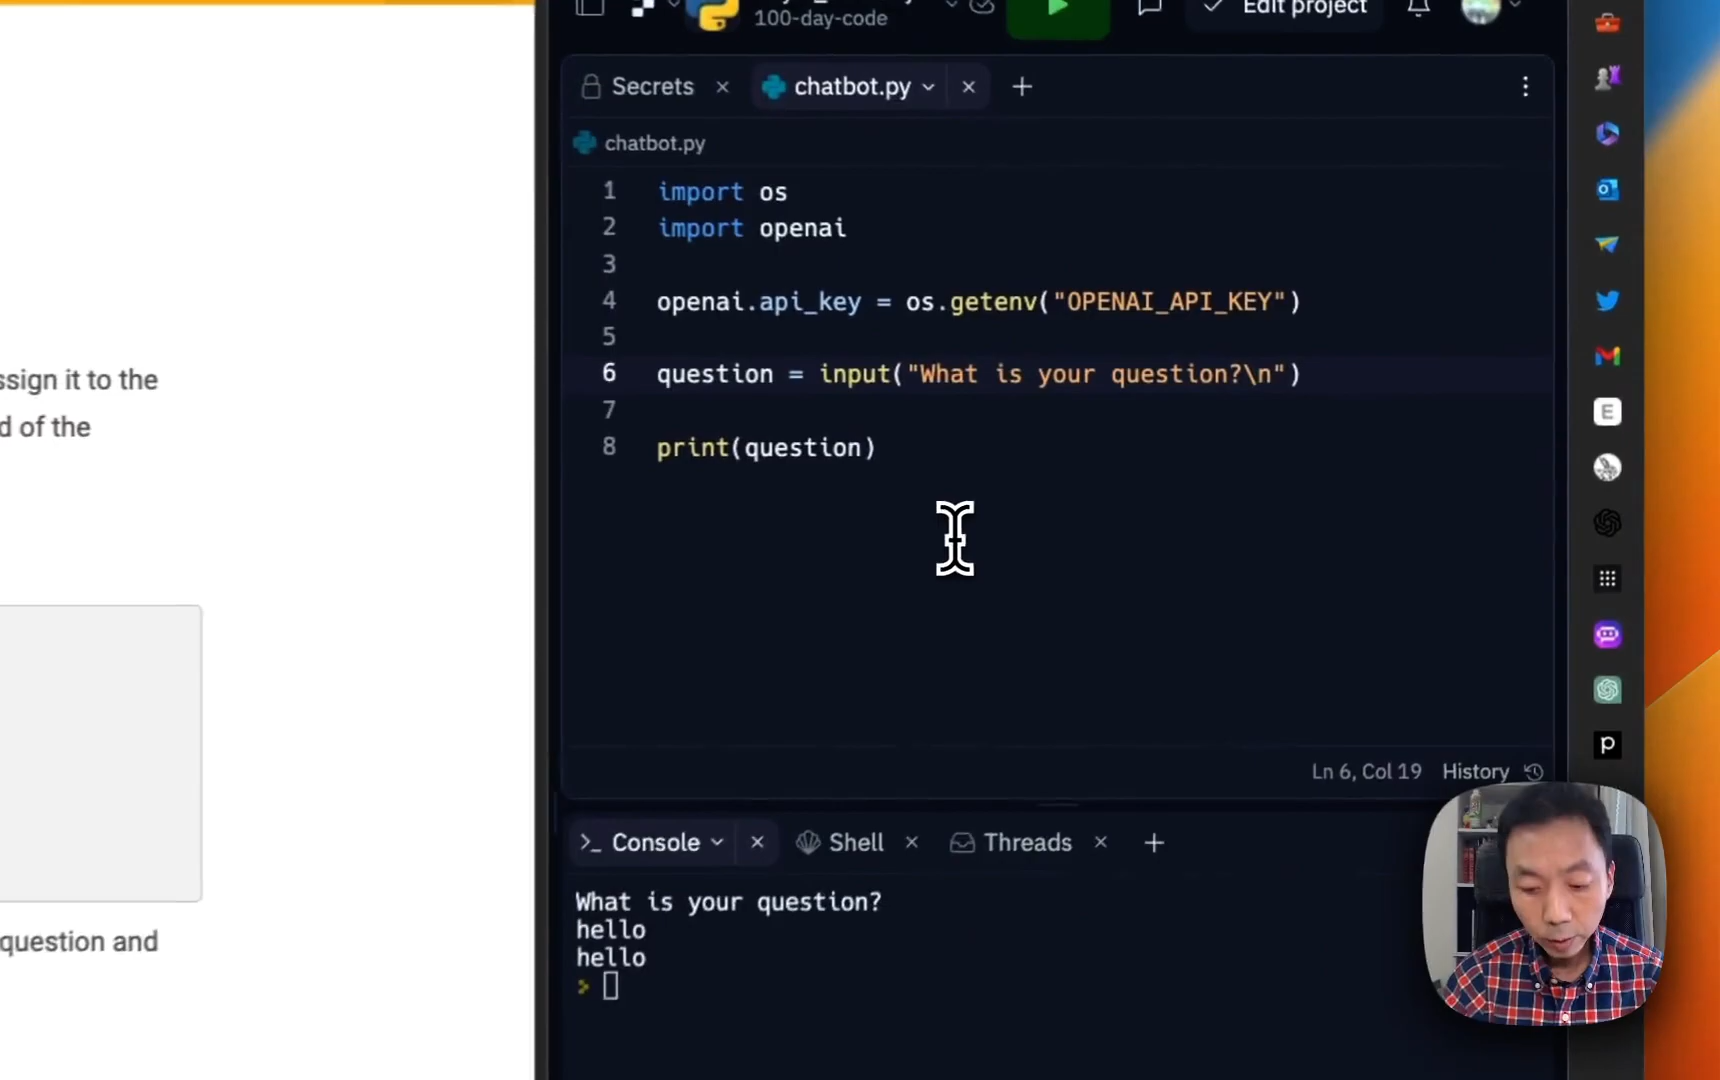 100-day-code
Edit project
Secrets
chatbot.py
chatbot.py
1 import os
2 import openai
3
4 openai.api_key = os.getenv("OPENAI_API_KEY")
5
6 question = input("What is your question?\n")
7
8 print(question)
ssign it to the
d of the
question and
Ln 6, Col 19 History
>_ Console
Shell
Threads
What is your question?
hello
hello
E
p